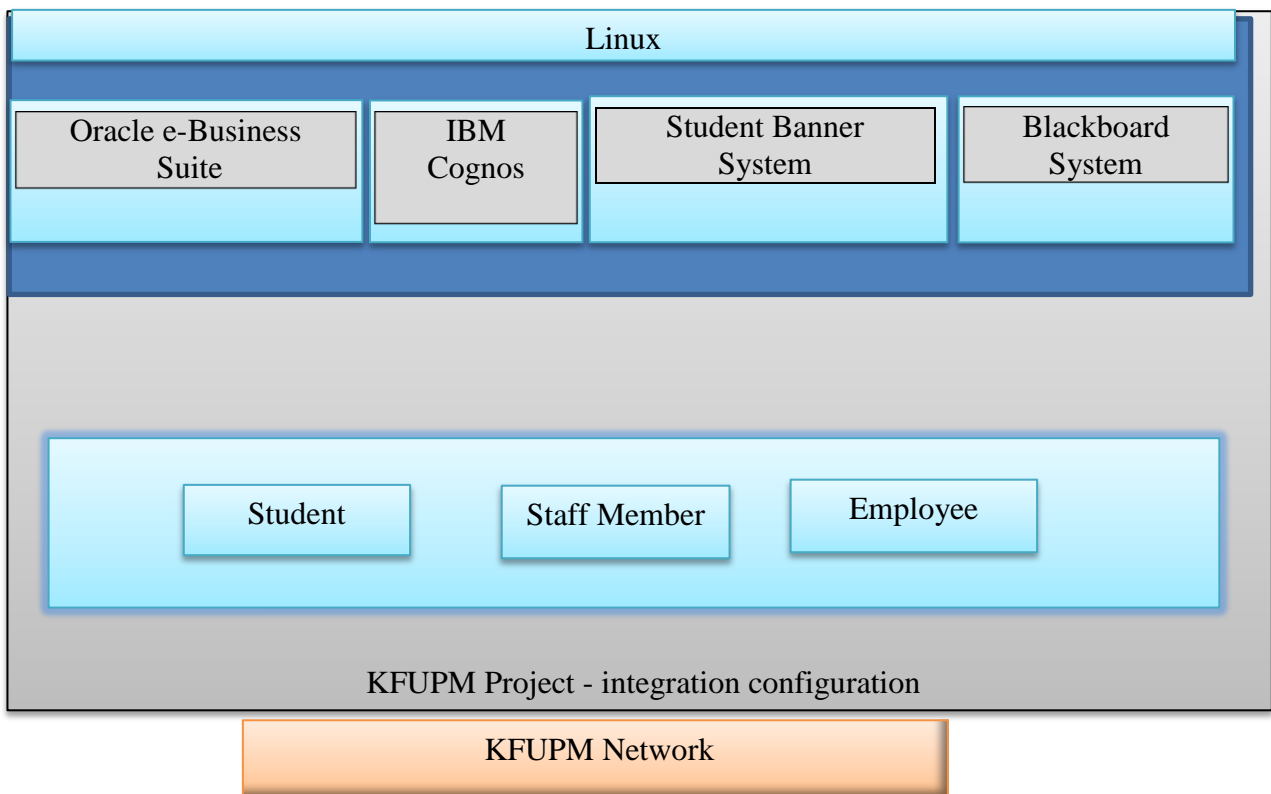 Linux
Oracle e-Business
Suite
IBM
Cognos
Student Banner
System
Blackboard
System
Student
Staff Member
Employee
KFUPM Project - integration configuration
KFUPM Network